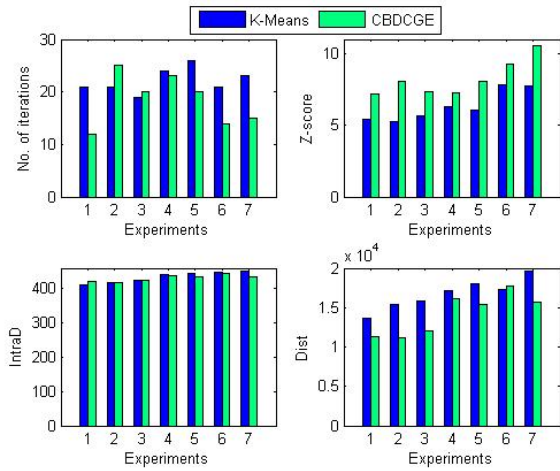 K-Means CBDCGE
30
20
10
0
No. of iterations
1 2 3 4 5 6 7
Experiments
10
5
0
Z-score
1 2 3 4 5 6 7
Experiments
400
300
200
100
0
IntraD
1 2 3 4 5 6 7
Experiments
x 10^4
2
1.5
1
0.5
0
Dist
1 2 3 4 5 6 7
Experiments